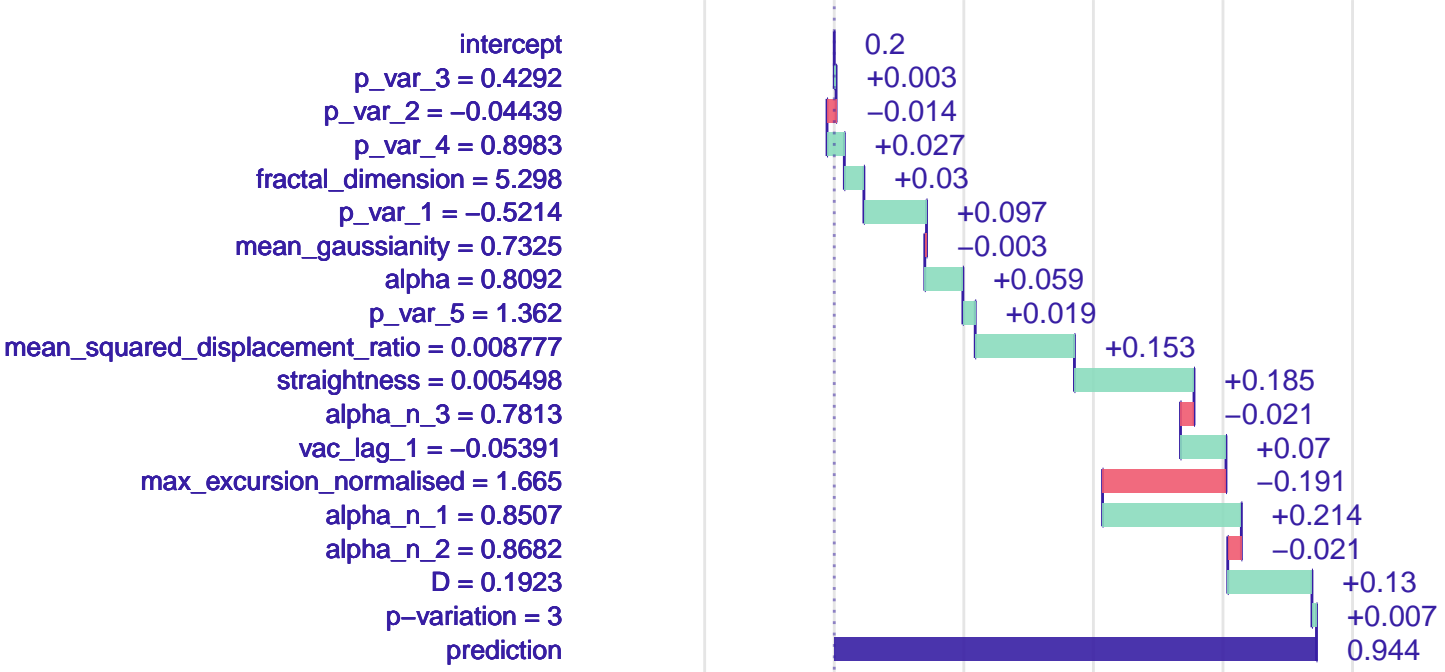 intercept 0.2
p_var_3 = 0.4292 +0.003
p_var_2 = −0.04439 −0.014
p_var_4 = 0.8983 +0.027
fractal_dimension = 5.298 +0.03
p_var_1 = −0.5214 +0.097
mean_gaussianity = 0.7325 −0.003
alpha = 0.8092 +0.059
p_var_5 = 1.362 +0.019
mean_squared_displacement_ratio = 0.008777 +0.153
straightness = 0.005498 +0.185
alpha_n_3 = 0.7813 −0.021
vac_lag_1 = −0.05391 +0.07
max_excursion_normalised = 1.665 −0.191
alpha_n_1 = 0.8507 +0.214
alpha_n_2 = 0.8682 −0.021
D = 0.1923 +0.13
p−variation = 3 +0.007
prediction 0.944